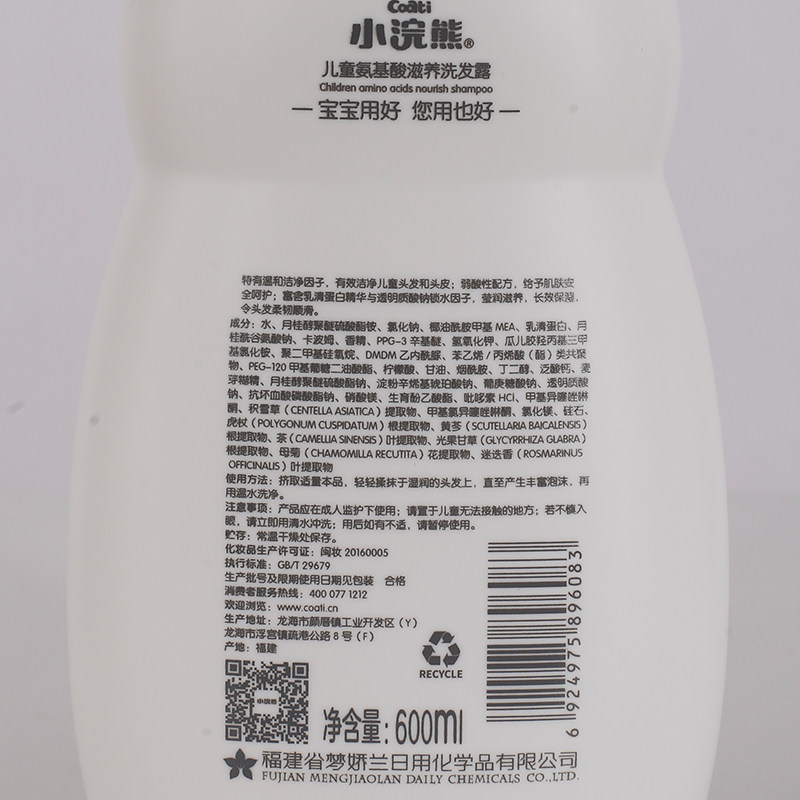 Coati
小浣熊®
儿童氨基酸滋养洗发露
Children amino acids nourish shampoo
宝宝用好 您用也好
特有温和洁净因子,有效洁净儿童头发和头皮;弱酸性配方,给予肌肤安
全呵护;富含乳清蛋白精华与透明质酸钠锁水因子,莹润滋养,长效保湿,
令头发柔韧顺滑。
成分:水、月桂醇聚醚硫酸酯铵、氯化钠、椰油酰胺甲基 MEA、乳清蛋白、月
桂酰谷氨酸钠、卡波姆、香精、PPG-3 辛基醚、氢氧化钾、瓜儿胶羟丙基三甲
基氯化铵、聚二甲基硅氧烷、DMDM 乙内酰脲、苯乙烯/丙烯酸(酯)类共聚
物、PEG-120 甲基葡糖二油酸酯、柠檬酸、甘油、烟酰胺、丁二醇、泛酸钙、麦
芽糊精、月桂醇聚醚硫酸酯钠、淀粉辛烯基琥珀酸钠、葡庚糖酸钠、透明质酸
钠、抗坏血酸磷酸酯钠、硝酸镁、生育酚乙酸酯、吡哆素 HCl、甲基异噻唑啉
酮、积雪草(CENTELLA ASIATICA)提取物、甲基氯异噻唑啉酮、氯化镁、硅石、
虎杖(POLYGONUM CUSPIDATUM)根提取物、黄芩(SCUTELLARIA BAICALENSIS)
根提取物、茶(CAMELLIA SINENSIS)叶提取物、光果甘草(GLYCYRRHIZA GLABRA)
根提取物、母菊(CHAMOMILLA RECUTITA)花提取物、迷迭香(ROSMARINUS
OFFICINALIS)叶提取物
使用方法:挤取适量本品,轻轻揉抹于湿润的头发上,直至产生丰富泡沫,再
用温水洗净。
注意事项:产品应在成人监护下使用;请置于儿童无法接触的地方;若不慎入
眼,请立即用清水冲洗;用后如有不适,请暂停使用。
贮存:常温干燥处保存。
化妆品生产许可证:闽妆 20160005
执行标准:GB/T 29679
生产批号及限期使用日期见包装 合格
消费者服务热线:400 077 1212
欢迎浏览:www.coati.cn
生产地址:龙海市颜厝镇工业开发区(Y)
龙海市浮宫镇疏港公路 8 号(F)
产地:福建
RECYCLE
6 924975 896083
小浣熊
净含量:600ml
福建省梦娇兰日用化学品有限公司
FUJIAN MENGJIAOLAN DAILY CHEMICALS CO.,LTD.